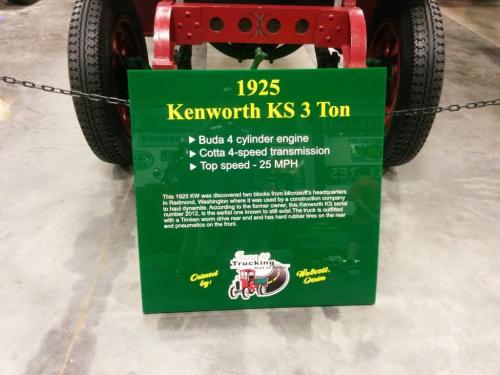 1925
Kenworth KS 3 Ton
Buda 4 cylinder engine
Cotta 4-speed transmission
Top speed - 25 MPH
This 1925 KW was discovered two blocks from Microsoft's headquarters
in Redmond, Washington where it was used by a construction company
to haul dynamite. According to the former owner, this Kenworth KS serial
number 2012, is the earliest one known to still exist.The truck is outfitted
with a Timken worm drive rear end and has hard rubber tires on the rear
and pneumatics on the front.
Trucking
Owned
by:
Walcott,
Iowa